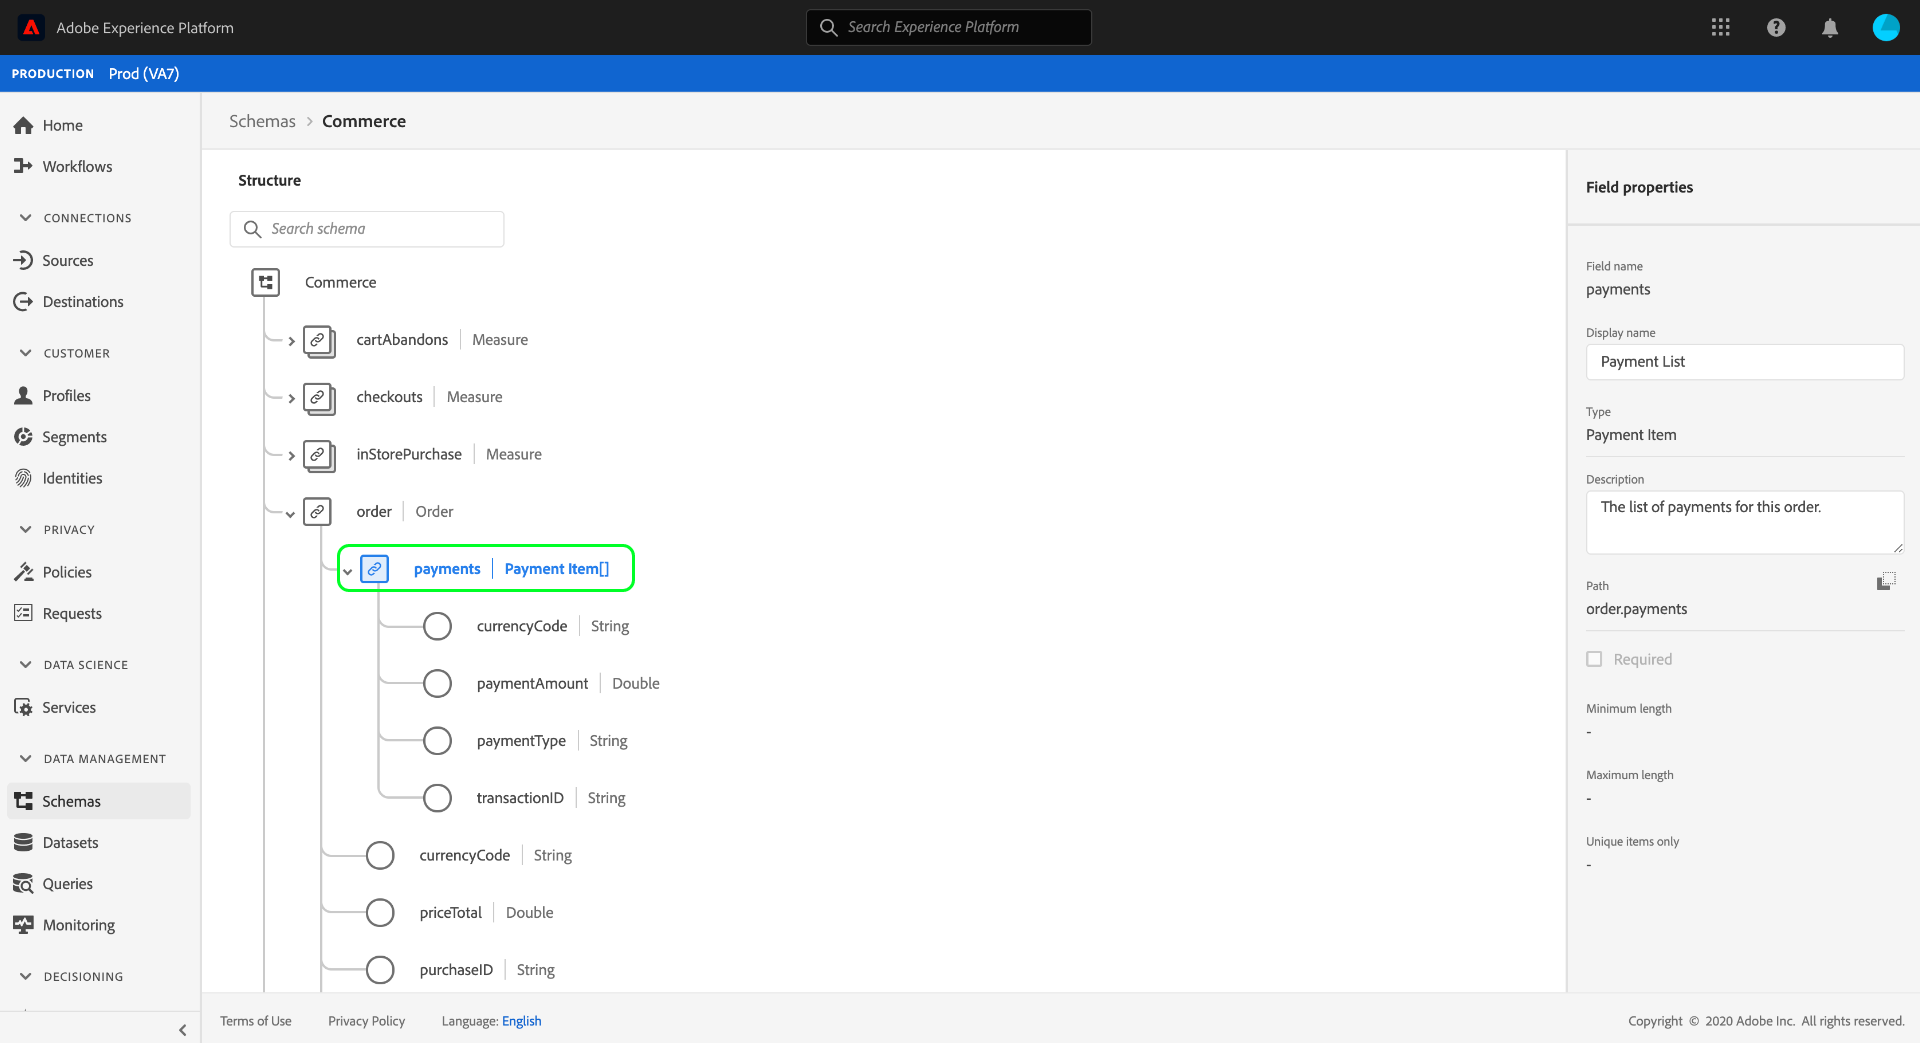 Adobe Experience Platform
Search Experience Platform
PRODUCTION Prod (VA7)
Home
Workflows
CONNECTIONS
Sources
Destinations
CUSTOMER
Profiles
Segments
Identities
PRIVACY
Policies
Requests
DATA SCIENCE
Services
DATA MANAGEMENT
Schemas
Datasets
Queries
Monitoring
DECISIONING
Schemas > Commerce
Structure
Search schema
Commerce
cartAbandons | Measure
checkouts | Measure
inStorePurchase | Measure
order | Order
payments | Payment Item[]
currencyCode | String
paymentAmount | Double
paymentType | String
transactionID | String
currencyCode | String
priceTotal | Double
purchaseID | String
Field properties
Field name
payments
Display name
Payment List
Type
Payment Item
Description
The list of payments for this order.
Path
order.payments
Required
Minimum length
-
Maximum length
-
Unique items only
-
Terms of Use Privacy Policy Language: English
Copyright © 2020 Adobe Inc. All rights reserved.